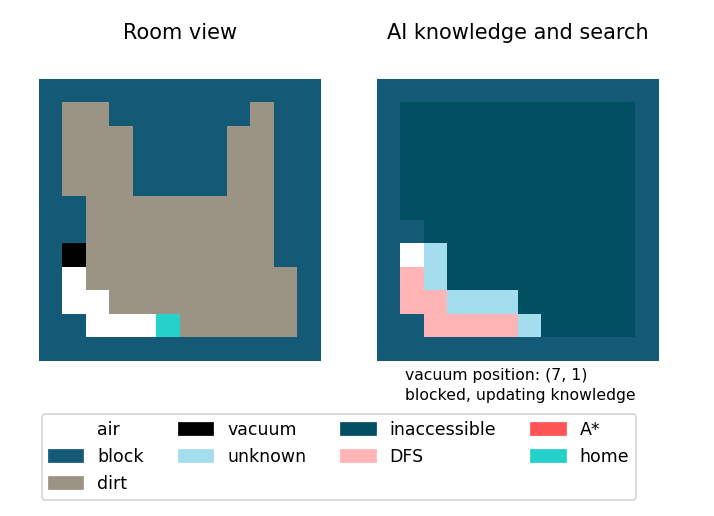 Room view
AI knowledge and search
vacuum position: (7, 1)
blocked, updating knowledge
air
vacuum
inaccessible
A*
block
unknown
DFS
home
dirt